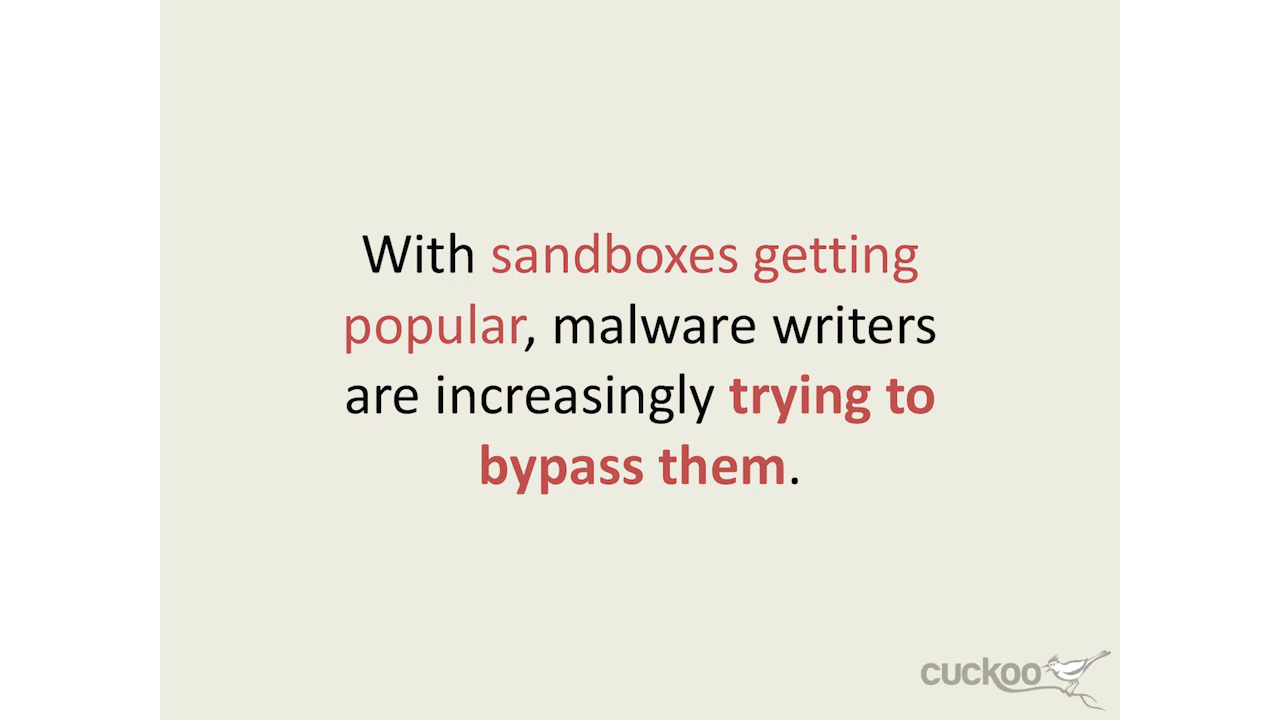 With sandboxes getting
popular, malware writers
are increasingly trying to
bypass them.
cuckoo